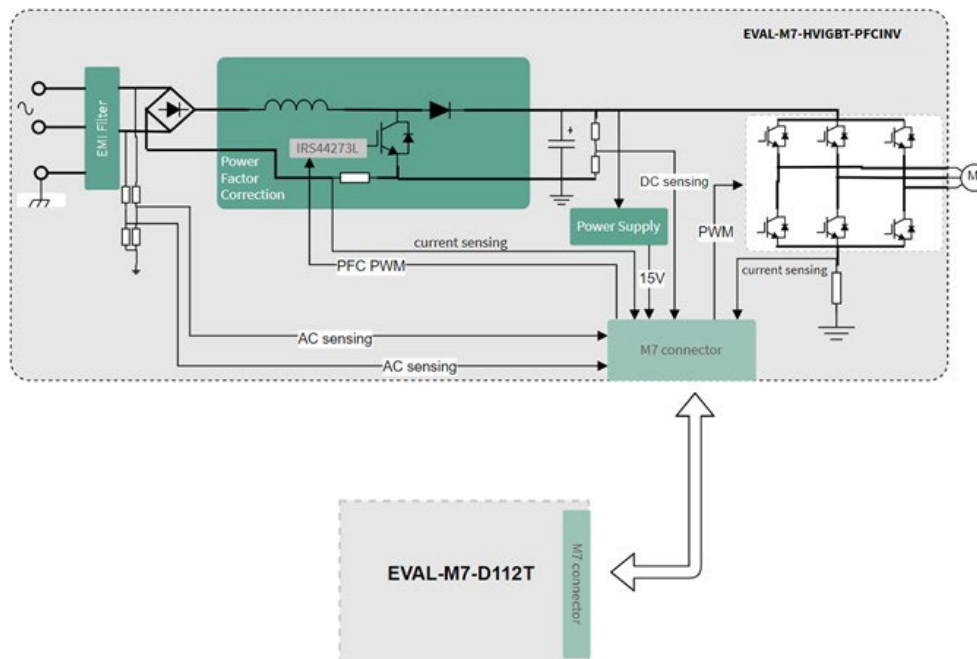 EVAL-M7-HVIGBT-PFCINV
EMI Filter
IRS44273L
Power
Factor
Correction
DC sensing
M
Power Supply
PWM
current sensing
PFC PWM
15V
current sensing
AC sensing
AC sensing
M7 connector
EVAL-M7-D112T
M7 connector